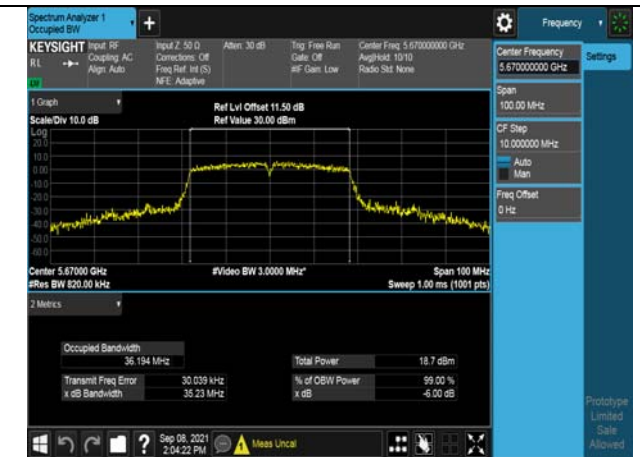 Spectrum Analyzer 1
Occupied BW
+
Frequency
KEYSIGHT Input: RF
RL
Coupling: AC
Align: Auto
Input Z: 50 Ω
Corrections: Off
Freq Ref: Int (S)
NFE: Adaptive
Atten: 30 dB
Trig: Free Run
Gate: Off
#IF Gain: Low
Center Freq: 5.670000000 GHz
Avg|Hold: 10/10
Radio Std: None
1 Graph
Scale/Div 10.0 dB
Ref Lvl Offset 11.50 dB
Ref Value 30.00 dBm
Log
20.0
10.0
0.00
-10.0
-20.0
-30.0
-40.0
-50.0
-60.0
Center 5.67000 GHz
#Res BW 820.00 kHz
#Video BW 3.0000 MHz*
Span 100 MHz
Sweep 1.00 ms (1001 pts)
2 Metrics
Occupied Bandwidth
36.194 MHz
Total Power 18.7 dBm
Transmit Freq Error 30.039 kHz
% of OBW Power 99.00 %
x dB Bandwidth 35.23 MHz
x dB -6.00 dB
Sep 08, 2021
2:04:22 PM
Meas Uncal
Center Frequency
5.670000000 GHz
Settings
Span
100.00 MHz
CF Step
10.000000 MHz
Auto
Man
Freq Offset
0 Hz
Prototype
Limited
Sale
Allowed